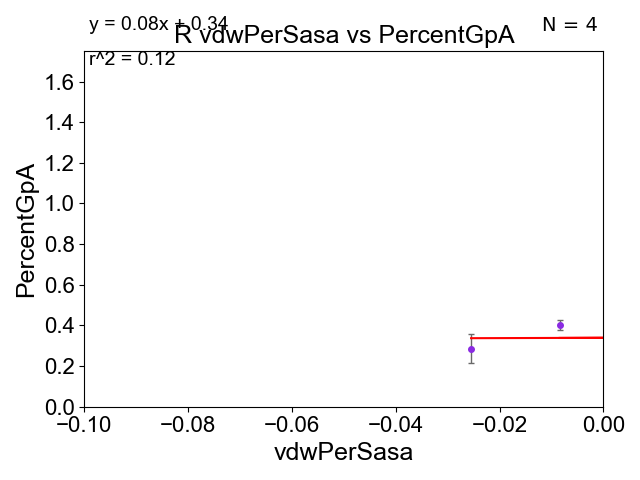 y = 0.08x + 0.34
N = 4
R vdwPerSasa vs PercentGpA
r^2 = 0.12
1.6
1.4
1.2
1.0
0.8
0.6
0.4
0.2
0.0
PercentGpA
−0.10
−0.08
−0.06
−0.04
−0.02
0.00
vdwPerSasa